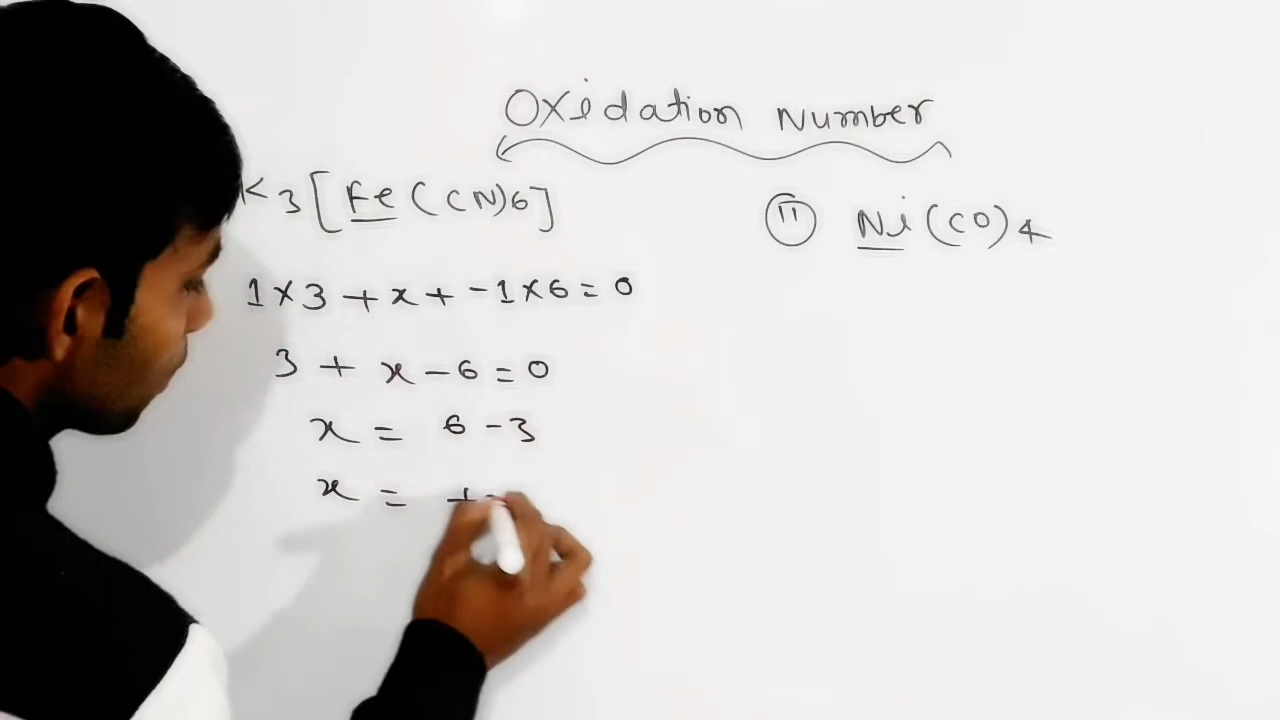 Oxidation Number
K3[Fe(CN)6]
11 Ni(CO)4
1×3+x+-1×6=0
3+x-6=0
x=6-3
x=+